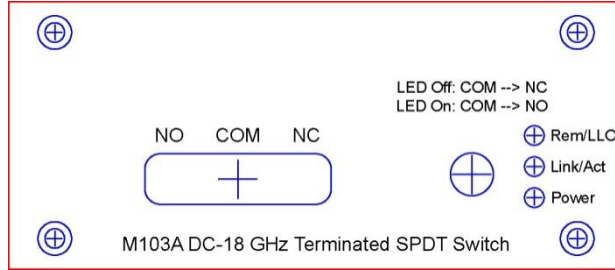 LED Off: COM --> NC
LED On: COM --> NO
NO COM NC
Rem/LLO
Link/Act
Power
M103A DC-18 GHz Terminated SPDT Switch